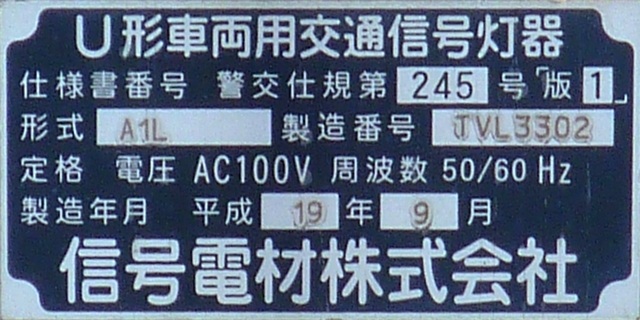 U形車両用交通信号灯器
仕様書番号 警交仕規第 245 号「版1」
形式 A1L 製造番号 JVL3302
定格 電圧 AC100V 周波数 50/60Hz
製造年月 平成 19 年 9 月
信号電材株式会社